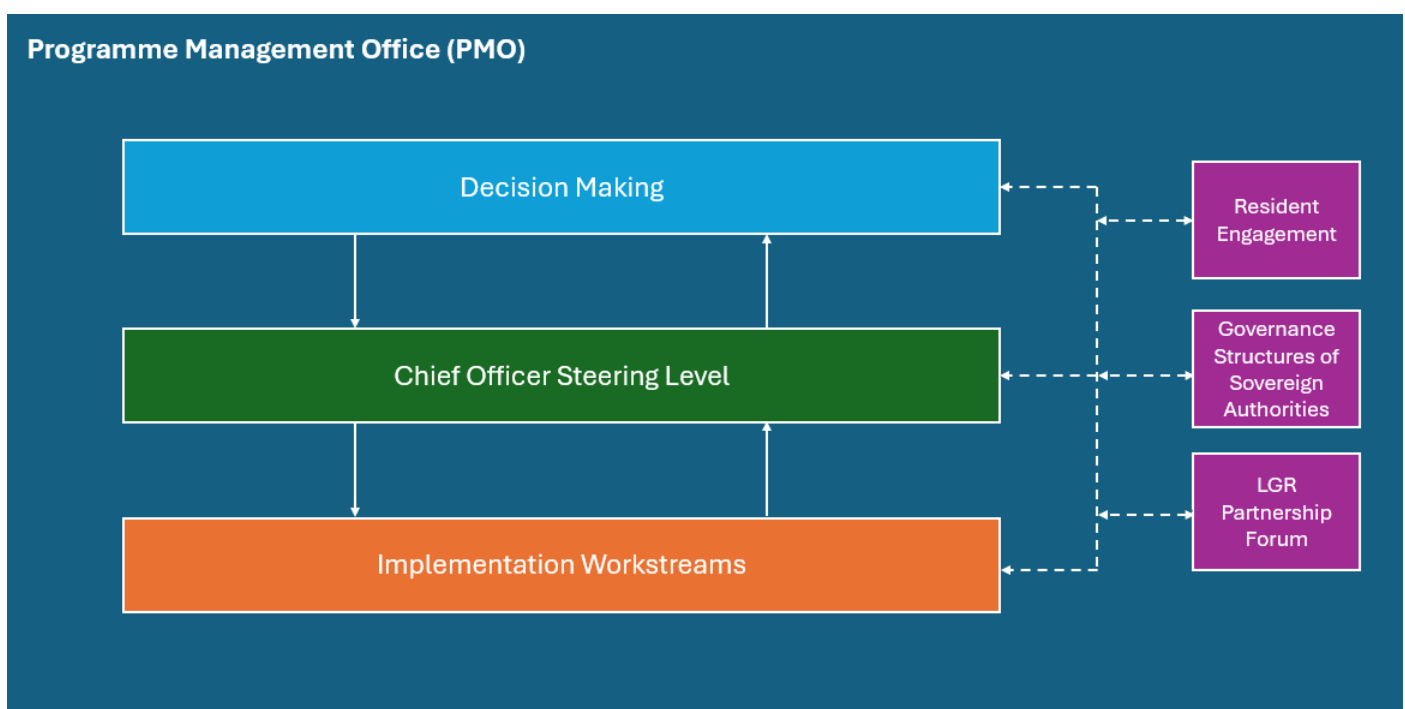 Programme Management Office (PMO)
Decision Making
Chief Officer Steering Level
Implementation Workstreams
Resident
Engagement
Governance
Structures of
Sovereign
Authorities
LGR
Partnership
Forum